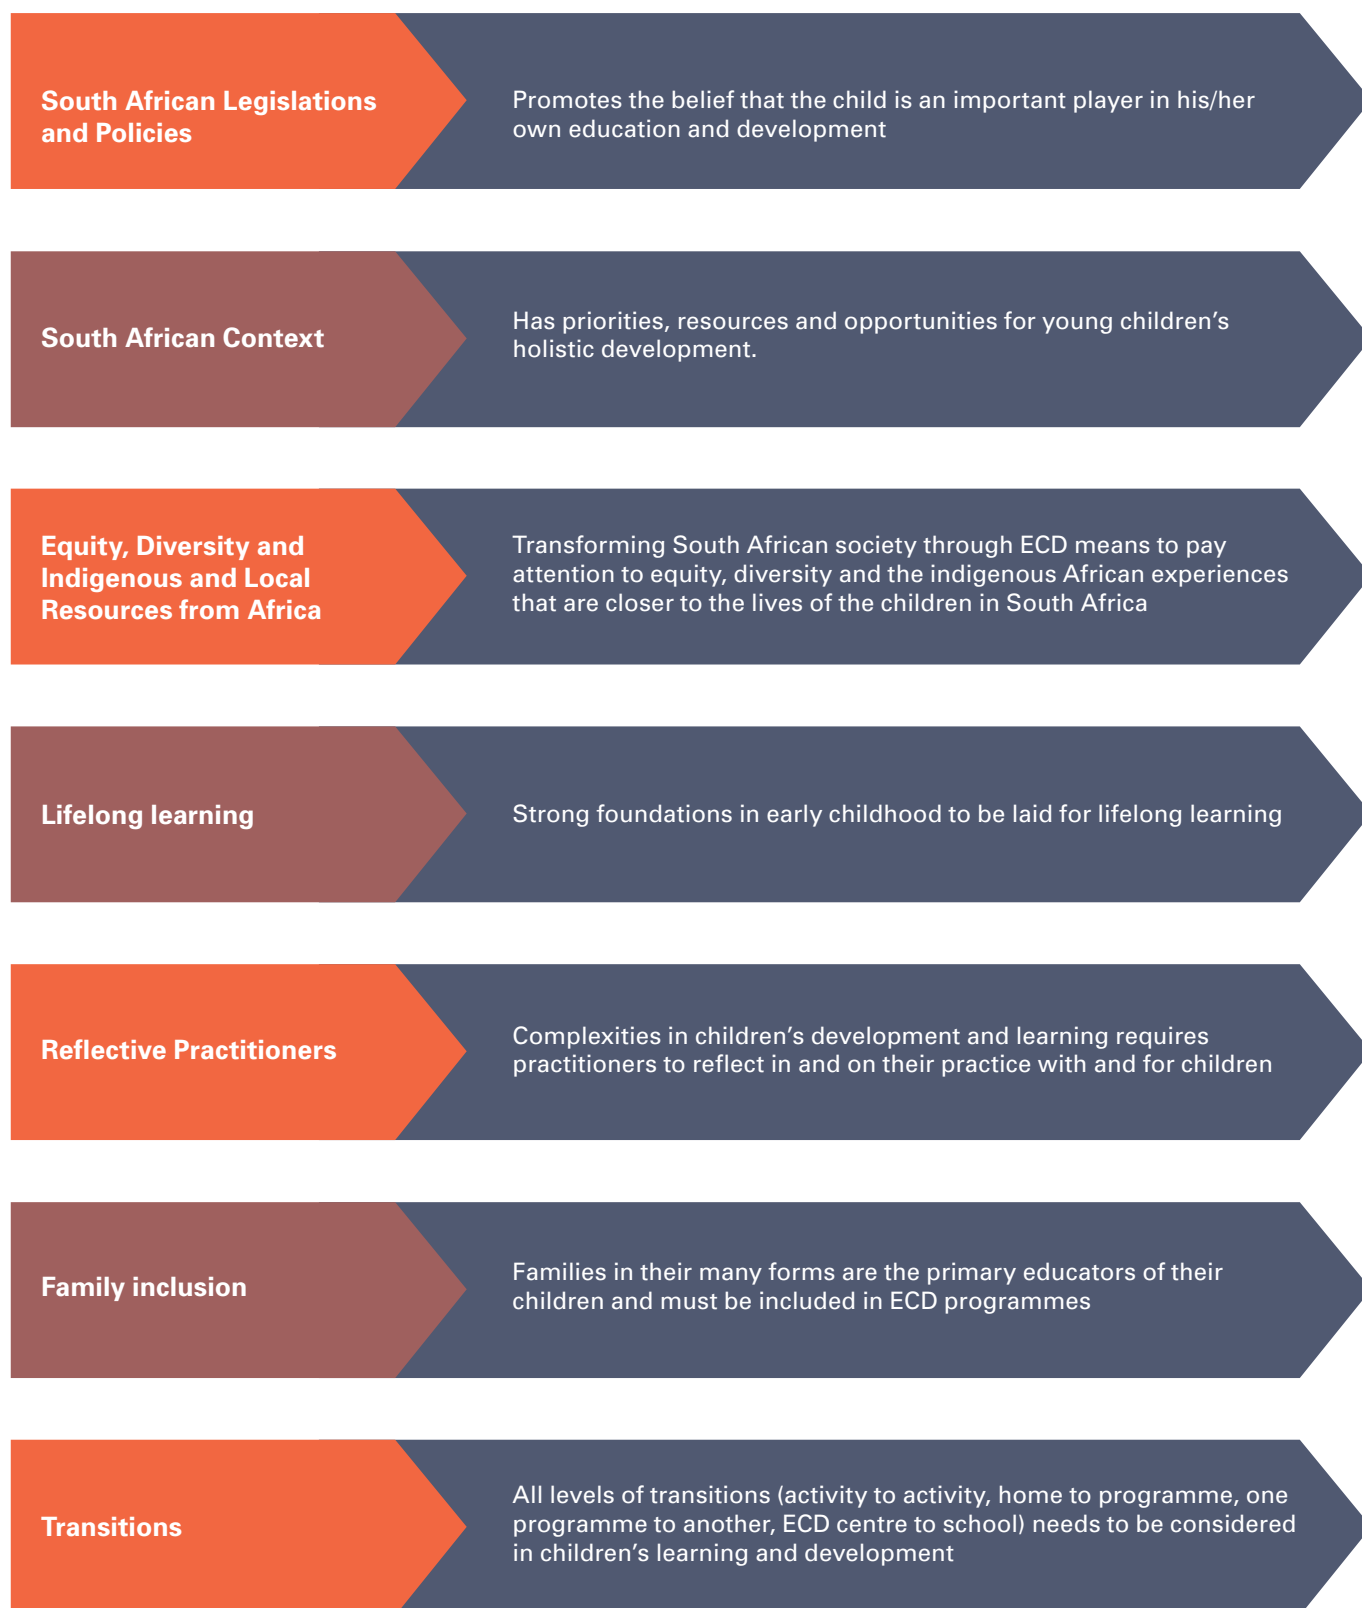 South African Legislations
and Policies
Promotes the belief that the child is an important player in his/her
own education and development
South African Context
Has priorities, resources and opportunities for young children’s
holistic development.
Equity, Diversity and
Indigenous and Local
Resources from Africa
Transforming South African society through ECD means to pay
attention to equity, diversity and the indigenous African experiences
that are closer to the lives of the children in South Africa
Lifelong learning
Strong foundations in early childhood to be laid for lifelong learning
Reflective Practitioners
Complexities in children’s development and learning requires
practitioners to reflect in and on their practice with and for children
Family inclusion
Families in their many forms are the primary educators of their
children and must be included in ECD programmes
Transitions
All levels of transitions (activity to activity, home to programme, one
programme to another, ECD centre to school) needs to be considered
in children’s learning and development